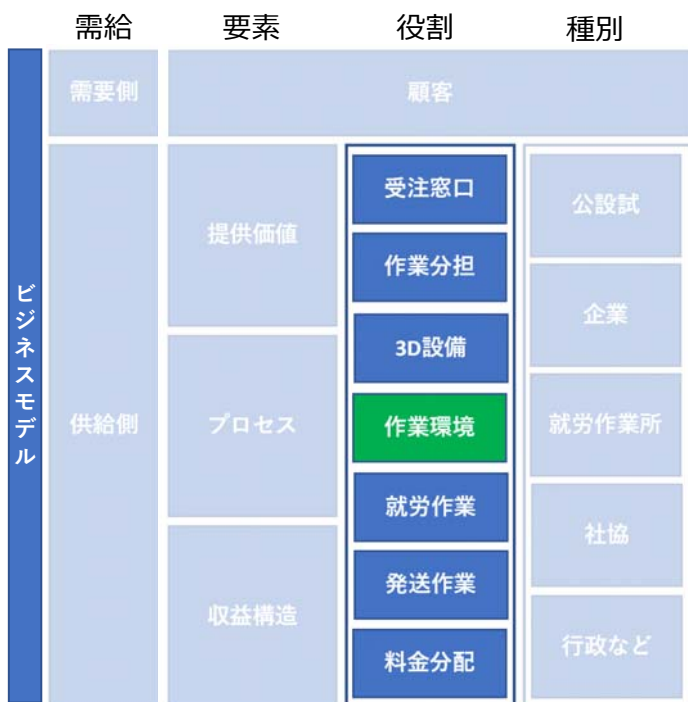 需給 要素 役割 種別
ビジネスモデル
需要側 顧客
供給側
提供価値
プロセス
収益構造
受注窓口
作業分担
3D設備
作業環境
就労作業
発送作業
料金分配
公設試
企業
就労作業所
社協
行政など